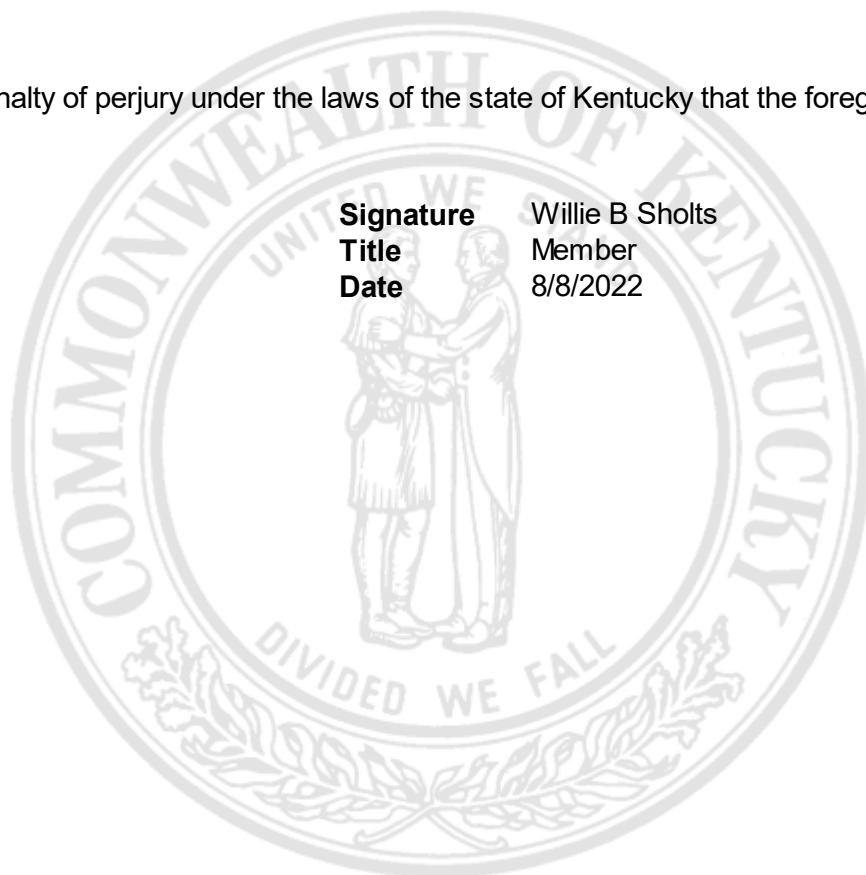 nalty of perjury under the laws of the state of Kentucky that the foreg
Signature Willie B Sholts
Title Member
Date 8/8/2022
COMMONWEALTH OF KENTUCKY
UNITED WE STAND
DIVIDED WE FALL